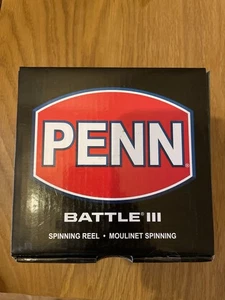 PENN®
BATTLE® III
SPINNING REEL • MOULINET SPINNING